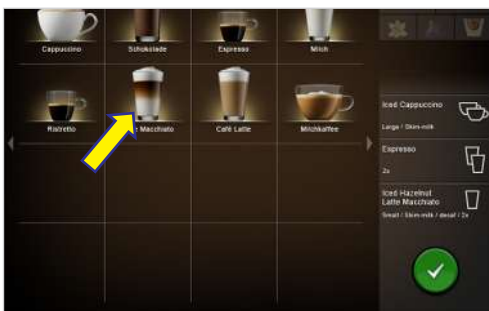 Cappuccino
Schokolade
Espresso
Milch
Ristretto
Macchiato
Café Latte
Milchkaffee
Iced Cappuccino
Large / Skim-milk
Espresso
2x
Iced Hazelnut
Latte Macchiato
Small / Skim-milk / decaf / 2x